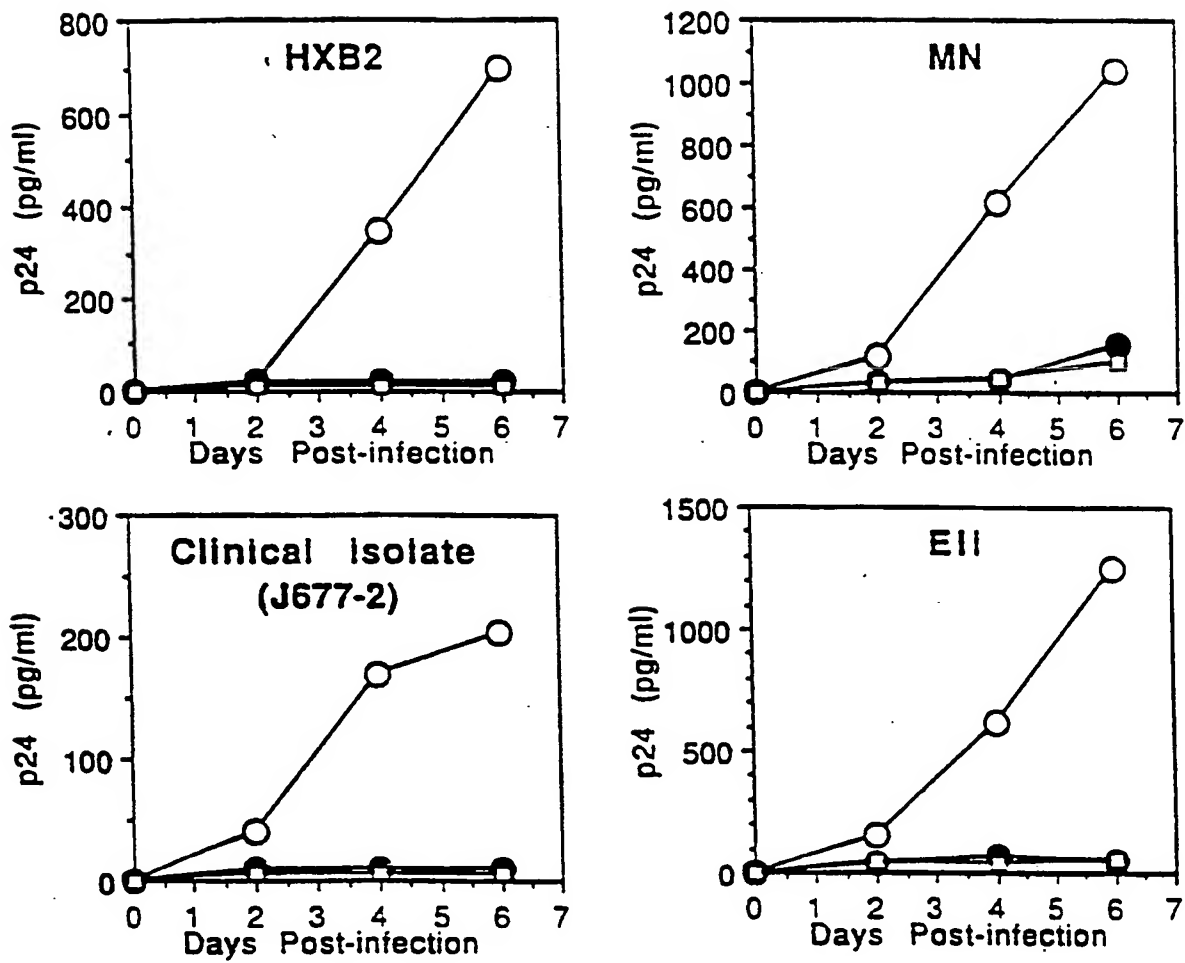 HXB2
p24 (pg/ml)
800
600
400
200
0
0 1 2 3 4 5 6 7
Days Post-infection
MN
p24 (pg/ml)
1200
1000
800
600
400
200
0
0 1 2 3 4 5 6 7
Days Post-infection
Clinical Isolate
(J677-2)
p24 (pg/ml)
300
200
100
0
0 1 2 3 4 5 6 7
Days Post-infection
Eli
p24 (pg/ml)
1500
1000
500
0
0 1 2 3 4 5 6 7
Days Post-infection